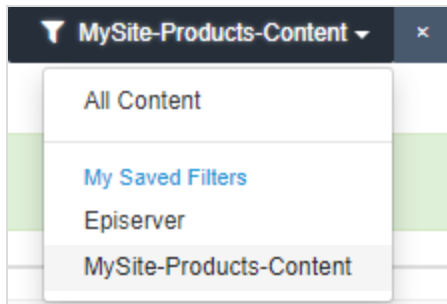 MySite-Products-Content ×
All Content
My Saved Filters
Episerver
MySite-Products-Content